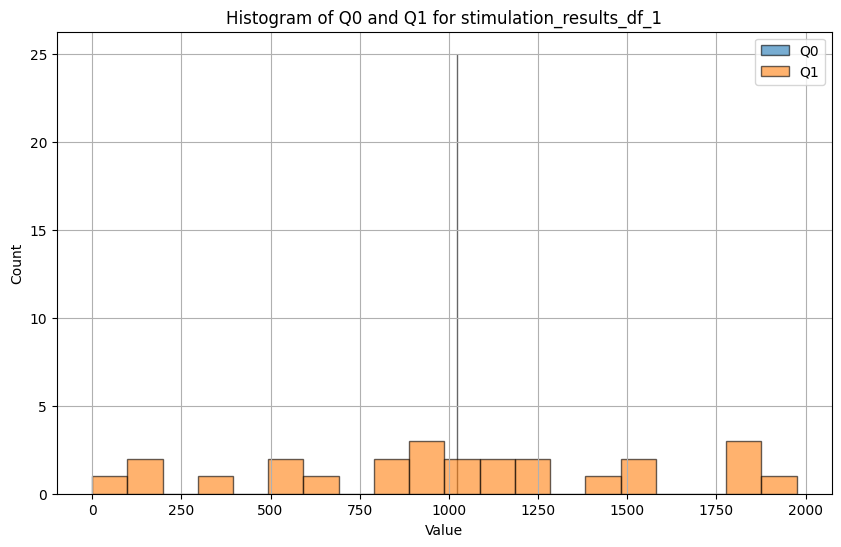 Histogram of Q0 and Q1 for stimulation_results_df_1
Q0
Q1
Count
25
20
15
10
5
0
0 250 500 750 1000 1250 1500 1750 2000
Value